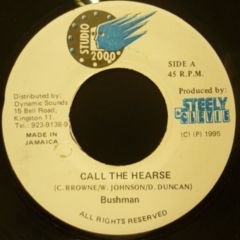 STUDIO
2000
SIDE A
45 R.P.M.
Distributed by:
Dynamic Sounds
15 Bell Road,
Kingston 11.
Tel.: 923-9138-9
MADE IN
JAMAICA
Produced by:
STEELY
& CLEVIE
(C) (P) 1995
CALL THE HEARSE
(C. BROWNE/W. JOHNSON/D. DUNCAN)
Bushman
ALL RIGHTS RESERVED